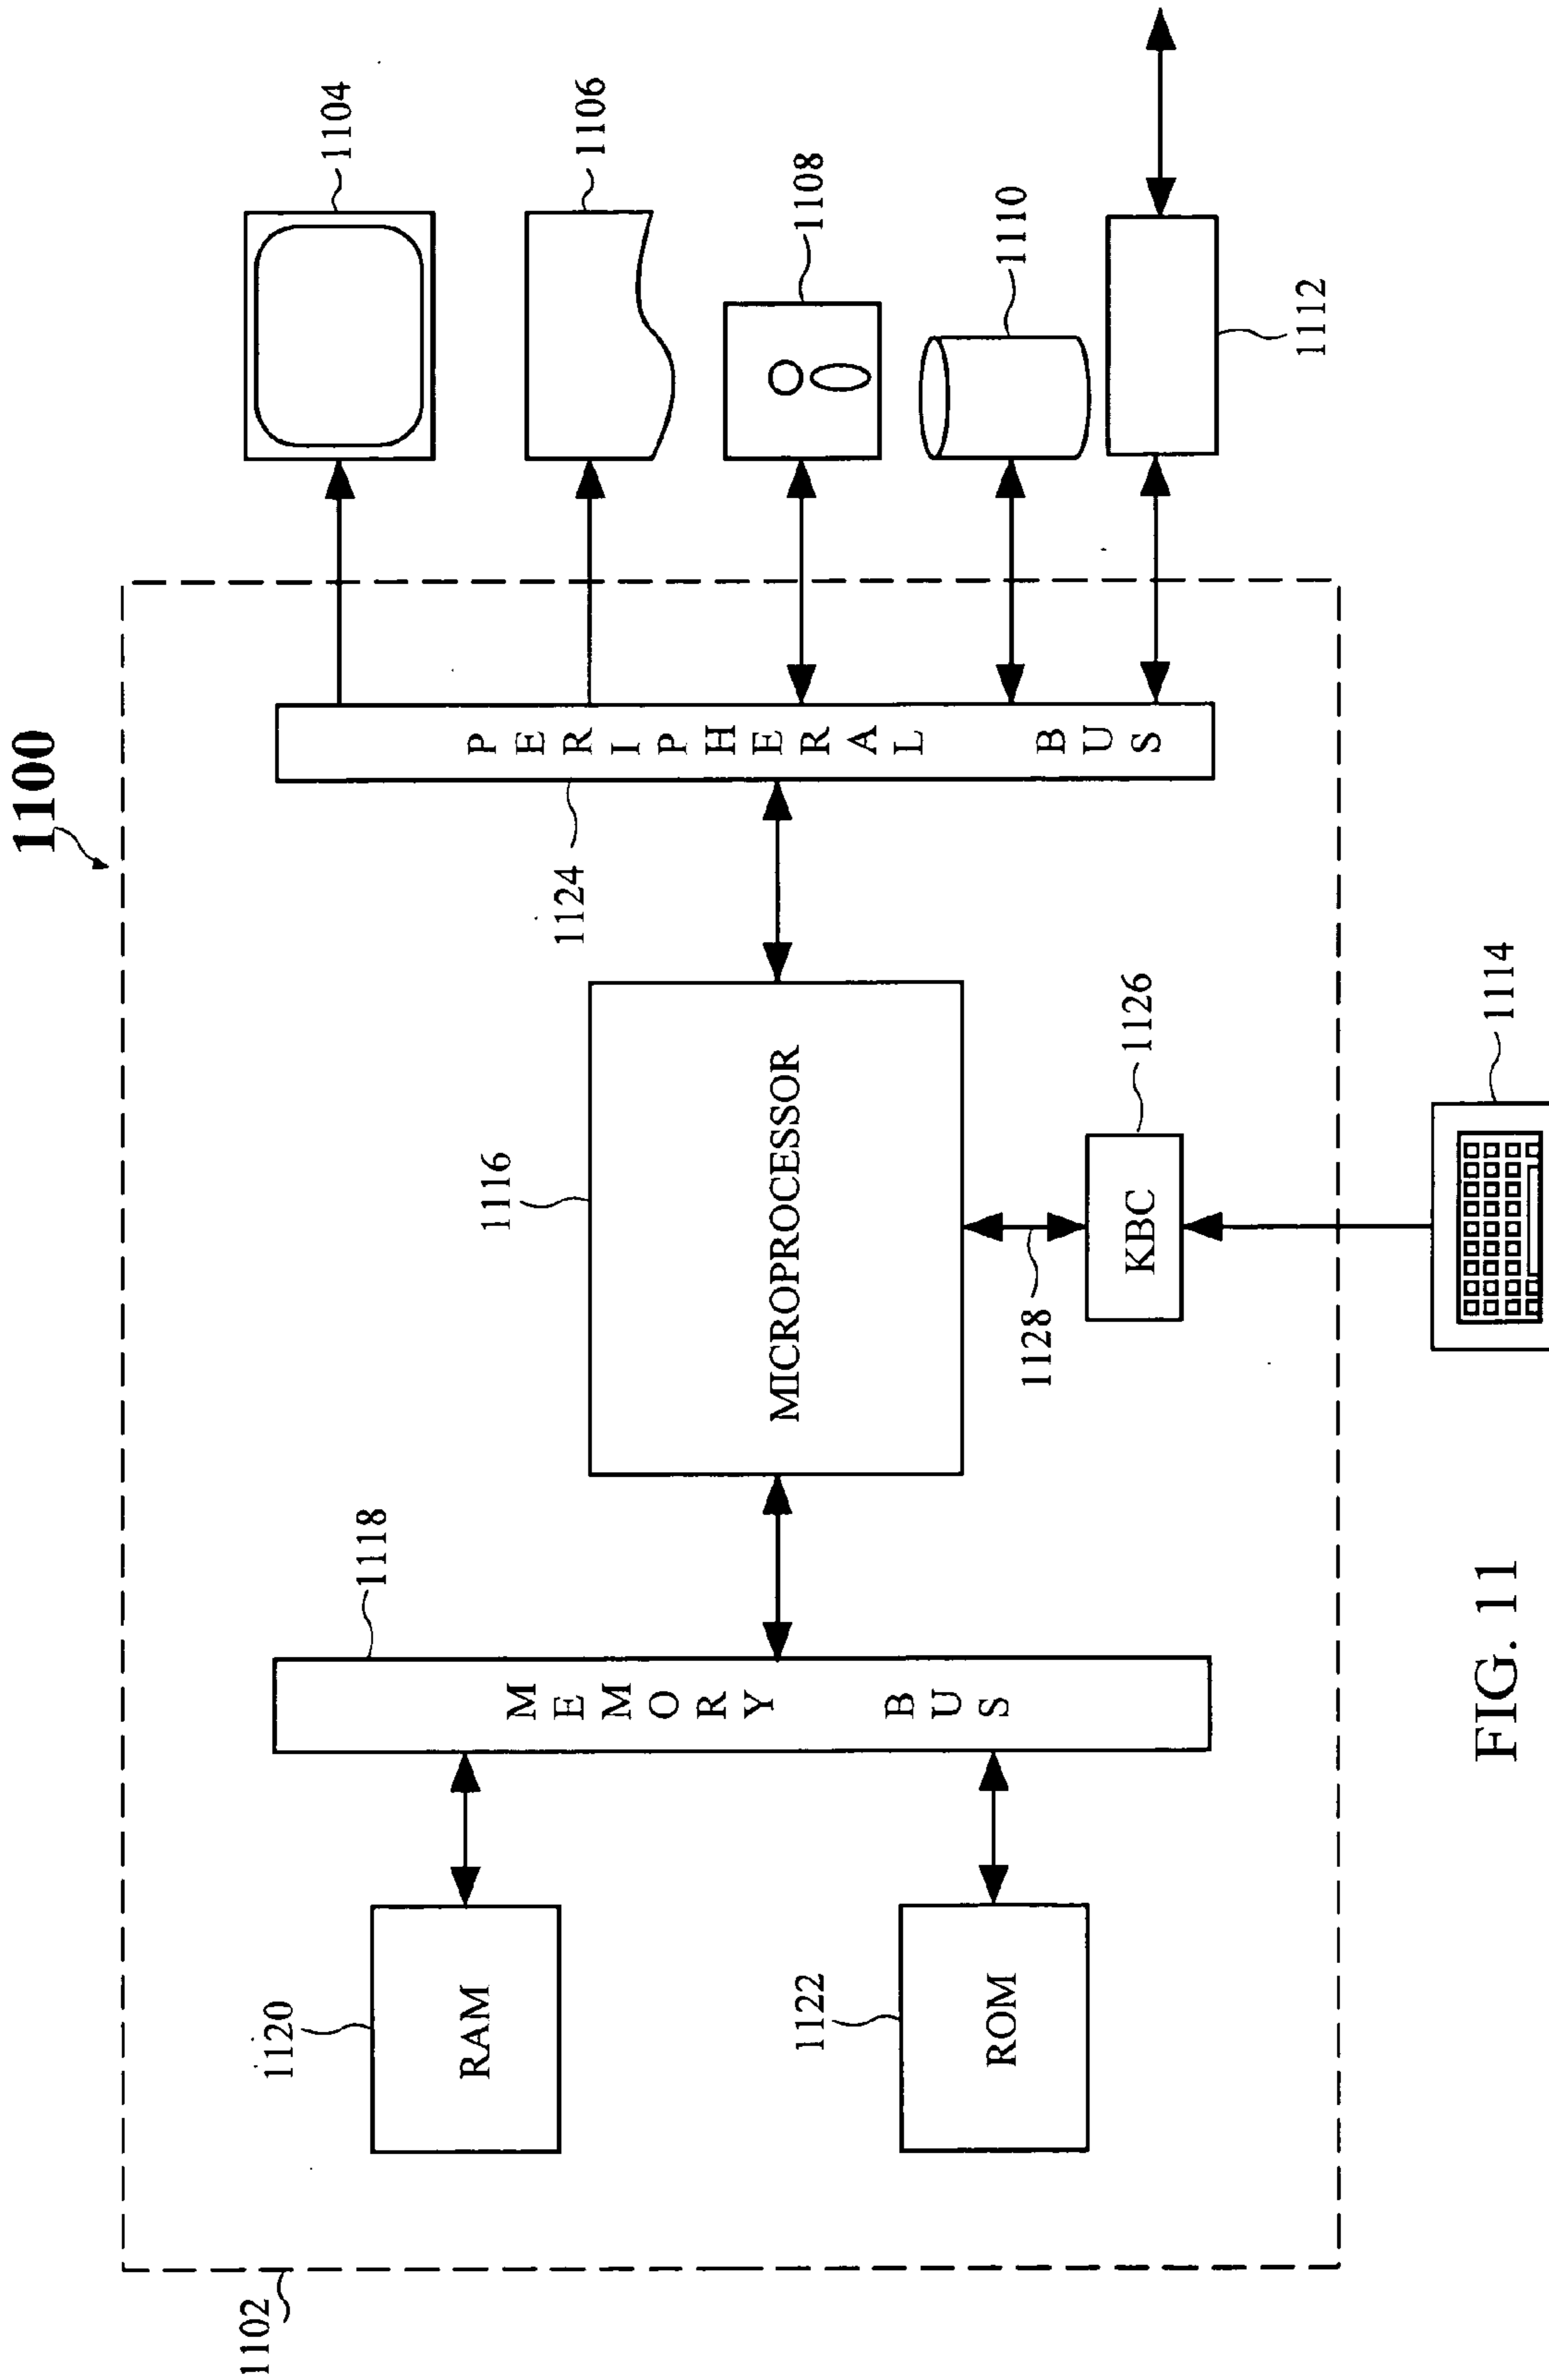 1100
1102
1120
RAM
1122
ROM
1118
MEMORY BUS
1116
MICROPROCESSOR
1128
KBC
1126
1124
PERIPHERAL BUS
1104
1106
1108
1110
1112
1114
FIG. 11